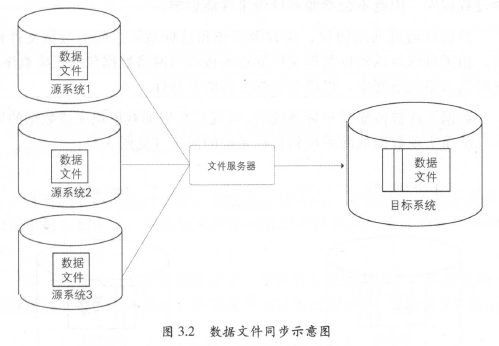 数据
文件
源系统1
数据
文件
源系统2
数据
文件
源系统3
文件服务器
数据
文件
目标系统
图 3.2 数据文件同步示意图